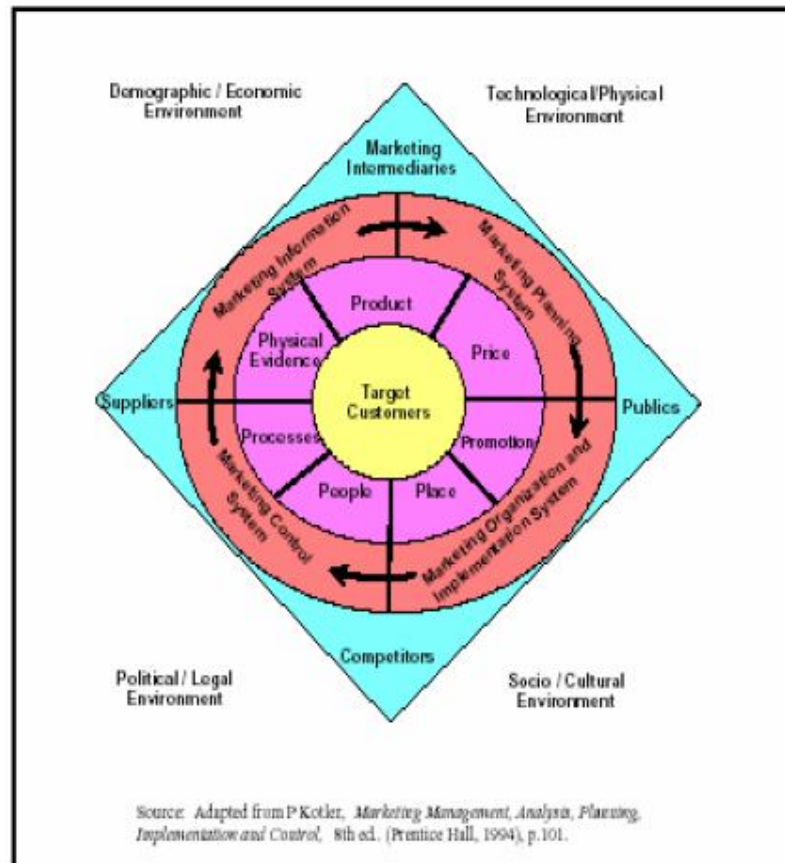 Demographic / Economic
Environment
Technological/Physical
Environment
Marketing
Intermediaries
Marketing Information
System
Marketing Planning
System
Product
Physical
Evidence
Price
Target
Customers
Suppliers
Publics
Processes
Promotion
People
Place
Marketing Control
System
Marketing Organization and
Implementation System
Competitors
Political / Legal
Environment
Socio / Cultural
Environment
Source: Adapted from P Kotler, Marketing Management, Analysis, Planning,
Implementation and Control, 8th ed. (Prentice Hall, 1994), p.101.